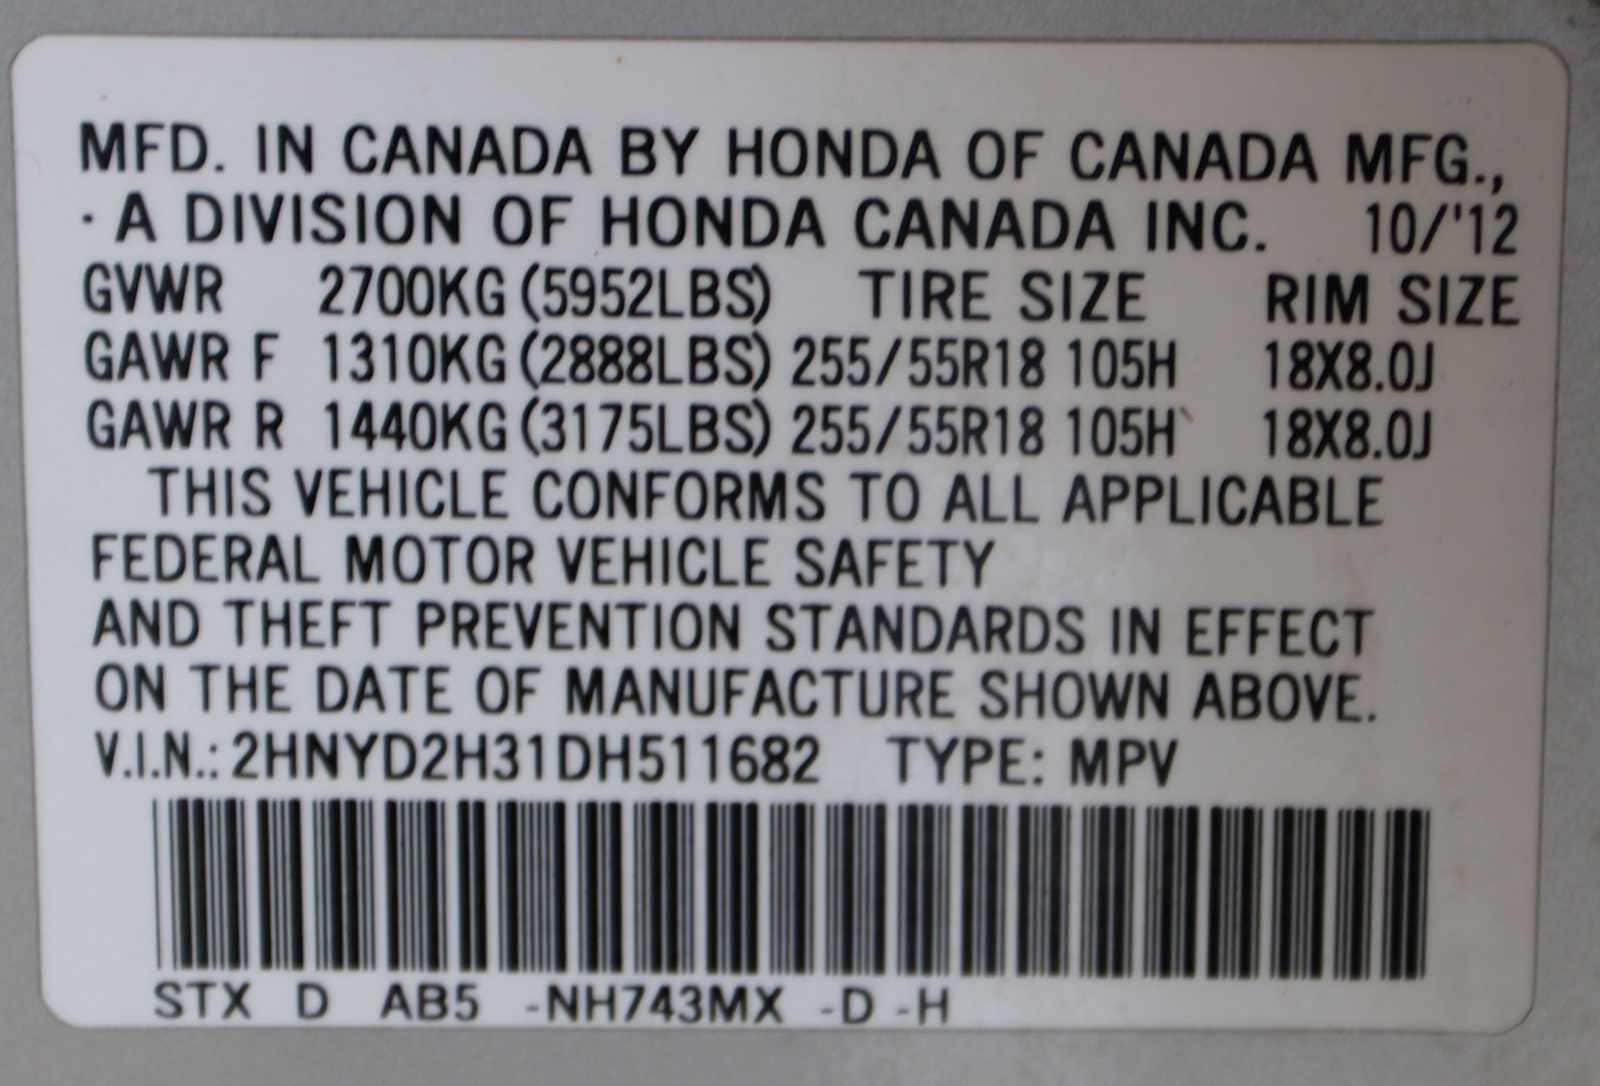 MFD. IN CANADA BY HONDA OF CANADA MFG.,
· A DIVISION OF HONDA CANADA INC. 10/'12
GVWR 2700KG (5952LBS) TIRE SIZE RIM SIZE
GAWR F 1310KG (2888LBS) 255/55R18 105H 18X8.0J
GAWR R 1440KG (3175LBS) 255/55R18 105H 18X8.0J
THIS VEHICLE CONFORMS TO ALL APPLICABLE
FEDERAL MOTOR VEHICLE SAFETY
AND THEFT PREVENTION STANDARDS IN EFFECT
ON THE DATE OF MANUFACTURE SHOWN ABOVE.
V.I.N.: 2HNYD2H31DH511682 TYPE: MPV
STX D AB5 -NH743MX -D -H